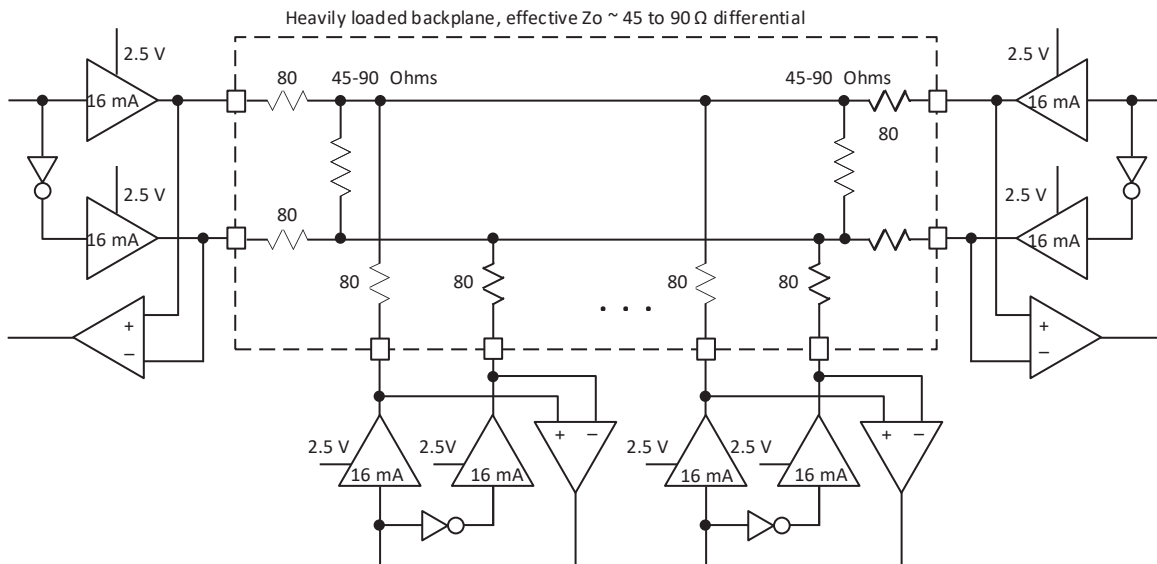 Heavily loaded backplane, effective Zo ~ 45 to 90 Ω differential
2.5 V
80
45-90 Ohms
45-90 Ohms
2.5 V
16 mA
80
16 mA
2.5 V
80
2.5 V
16 mA
16 mA
80
80
80
80
+
−
. . .
+
−
2.5 V
2.5V
+ −
2.5 V
2.5 V
+ −
16 mA
16 mA
16 mA
16 mA